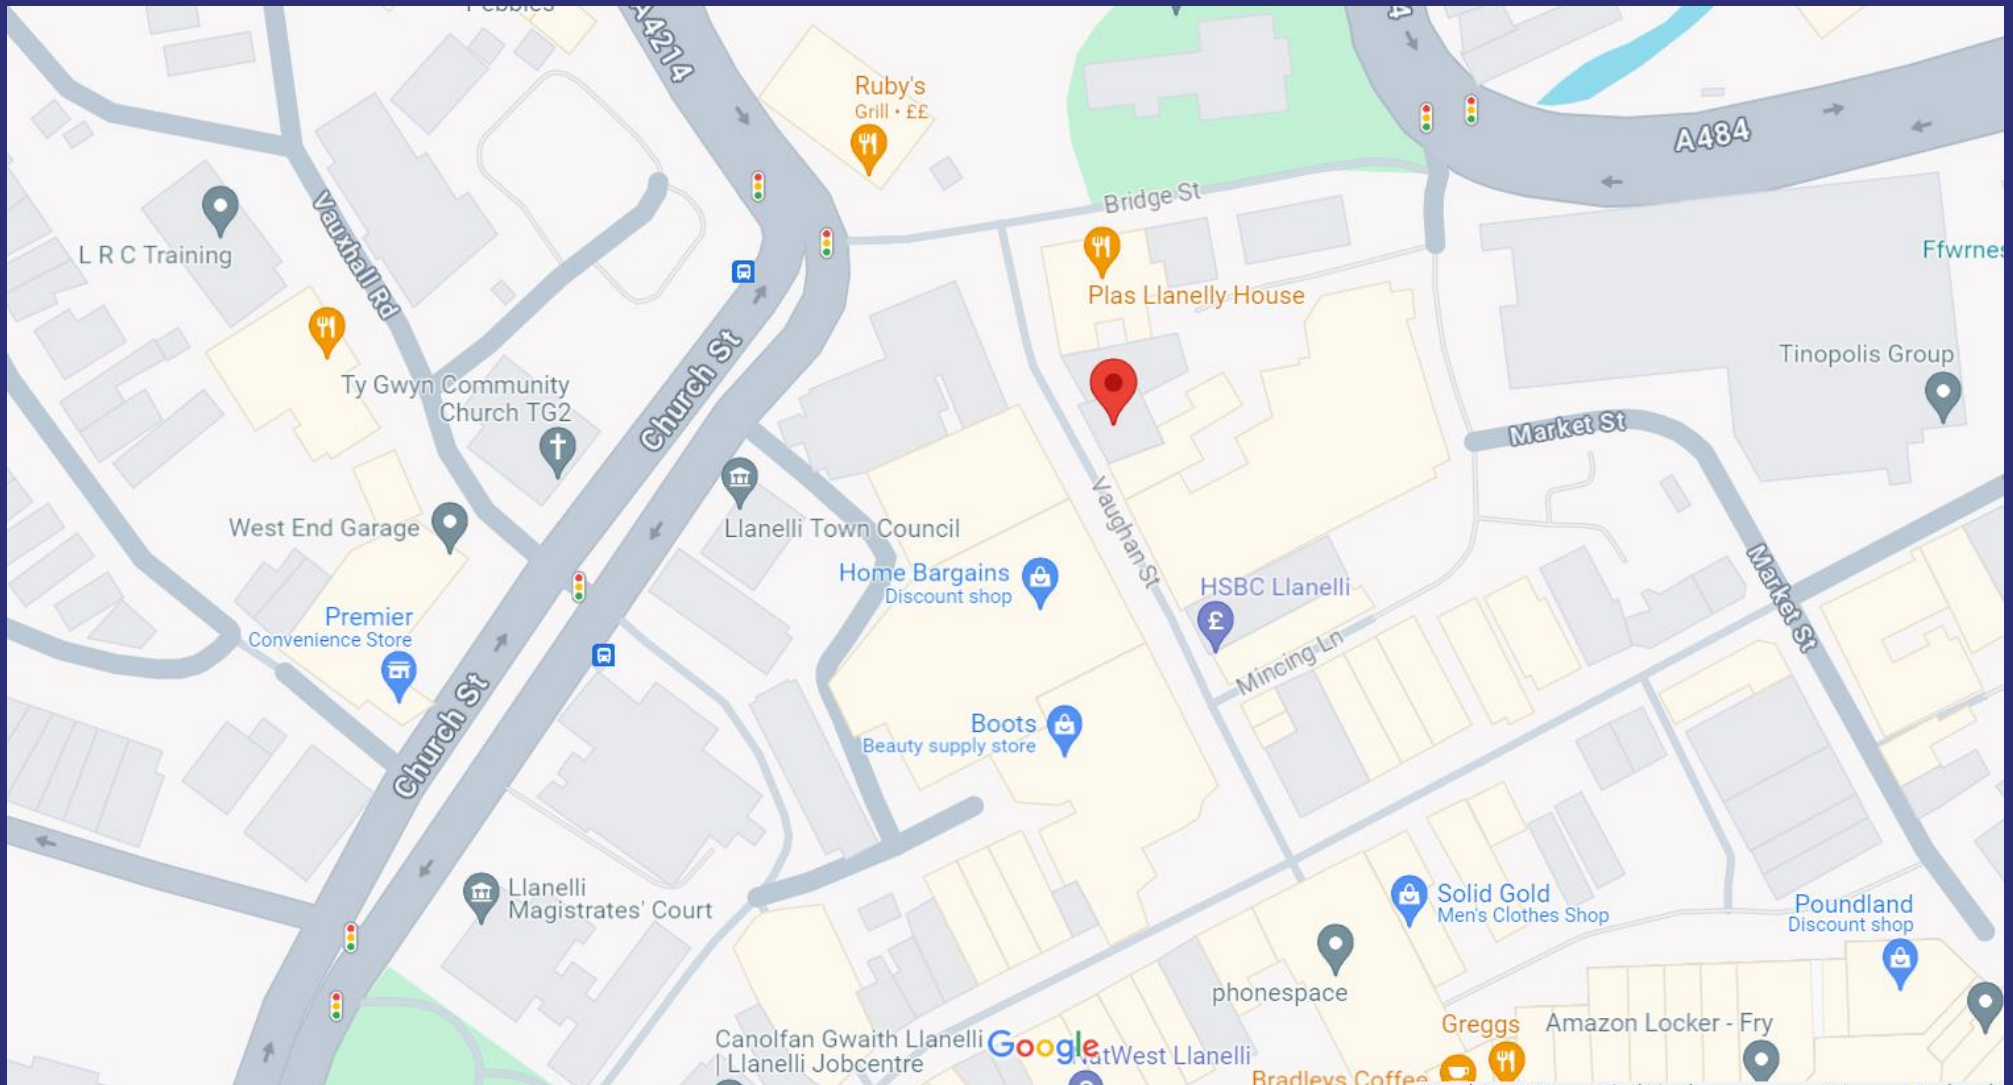 Pebbles
A4214
Ruby's
Grill • ££
A484
Bridge St
Vauxhall Rd
L R C Training
Ffwrnes
Plas Llanelly House
Tinopolis Group
Church St
Ty Gwyn Community
Church TG2
Market St
Vaughan St
West End Garage
Llanelli Town Council
Home Bargains
Discount shop
HSBC Llanelli
£
Market St
Premier
Convenience Store
Mincing Ln
Church St
Boots
Beauty supply store
Llanelli
Magistrates' Court
Solid Gold
Men's Clothes Shop
Poundland
Discount shop
phonespace
Greggs
Amazon Locker - Fry
Canolfan Gwaith Llanelli
| Llanelli Jobcentre
Google
NatWest Llanelli
Bradleys Coffee